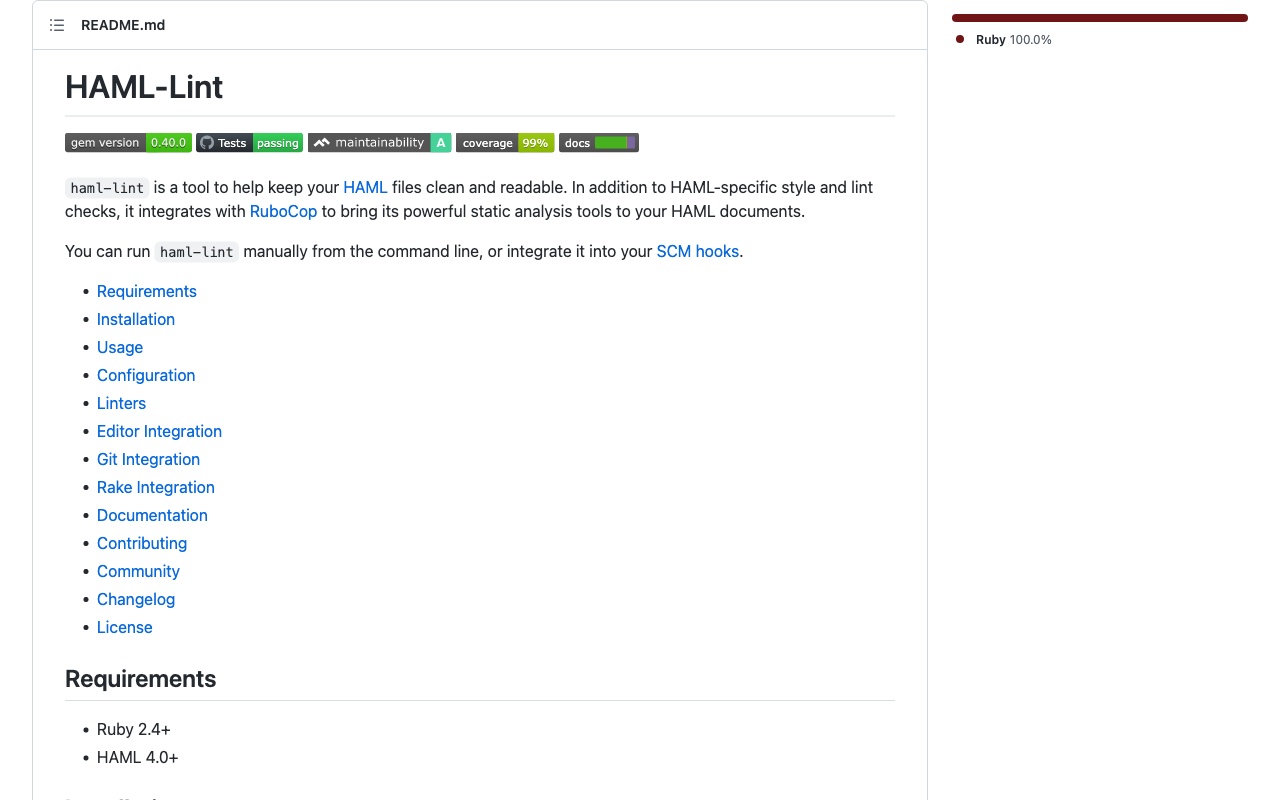 README.md
Ruby 100.0%
HAML-Lint
gem version 0.40.0 Tests passing maintainability A coverage 99% docs
haml-lint is a tool to help keep your HAML files clean and readable. In addition to HAML-specific style and lint
checks, it integrates with RuboCop to bring its powerful static analysis tools to your HAML documents.
You can run haml-lint manually from the command line, or integrate it into your SCM hooks.
Requirements
Installation
Usage
Configuration
Linters
Editor Integration
Git Integration
Rake Integration
Documentation
Contributing
Community
Changelog
License
Requirements
Ruby 2.4+
HAML 4.0+